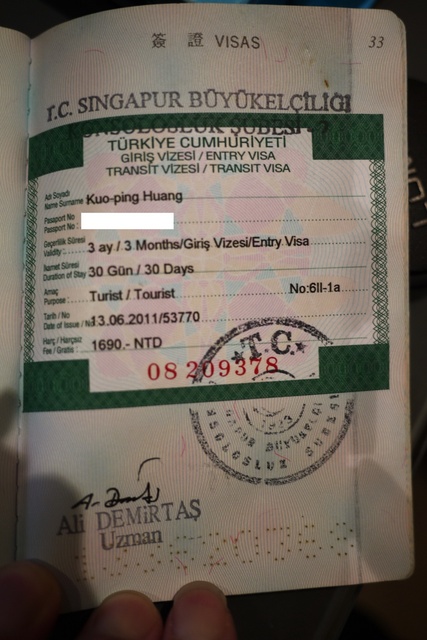 簽 證 VISAS
33
T.C. SINGAPUR BÜYÜKELÇİLİĞİ
KONSOLOSLUK ŞUBESİ
TÜRKİYE CUMHURİYETİ
GİRİŞ VİZESİ / ENTRY VISA
TRANSİT VİZESİ / TRANSIT VISA
Adı Soyadı
Name Surname : Kuo-ping Huang
Pasaport No
Passport No :
Geçerlilik Süresi
Validity : 3 ay / 3 Months/Giriş Vizesi/Entry Visa
İkamet Süresi
Duration of Stay : 30 Gün / 30 Days
Amaç
Purpose : Turist / Tourist No:6II-1a
Tarih / No
Date of Issue / No 13.06.2011/53770
Harç / Harçsız
Fee / Gratis : 1690.- NTD
08 209378
T.C.
Ali DEMİRTAŞ
Uzman